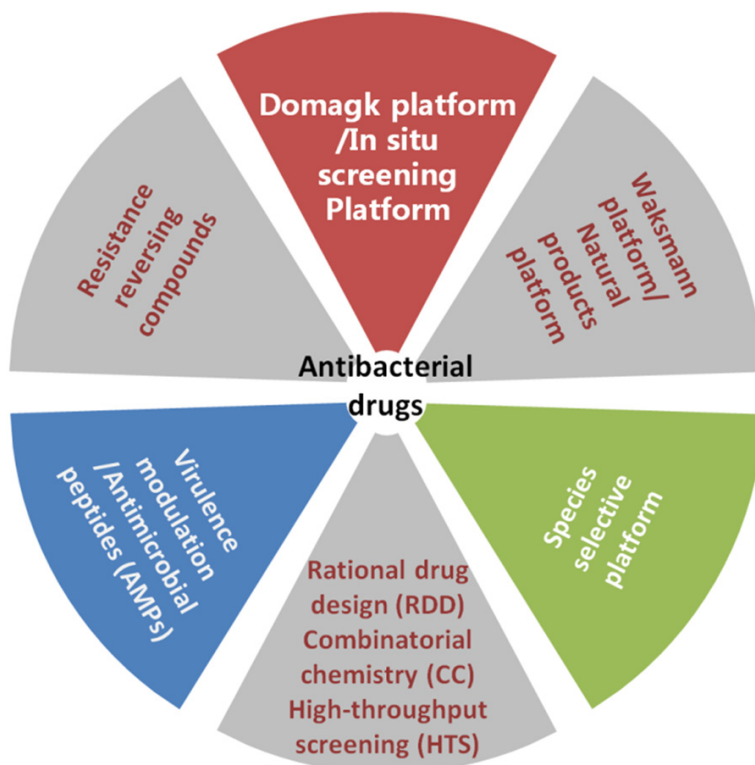 Domagk platform
/In situ
screening
Platform
Waksmann
platform/
Natural
products
platform
Species
selective
platform
Rational drug
design (RDD)
Combinatorial
chemistry (CC)
High-throughput
screening (HTS)
Virulence
modulation
/Antimicrobial
peptides (AMPs)
Resistance
reversing
compounds
Antibacterial
drugs